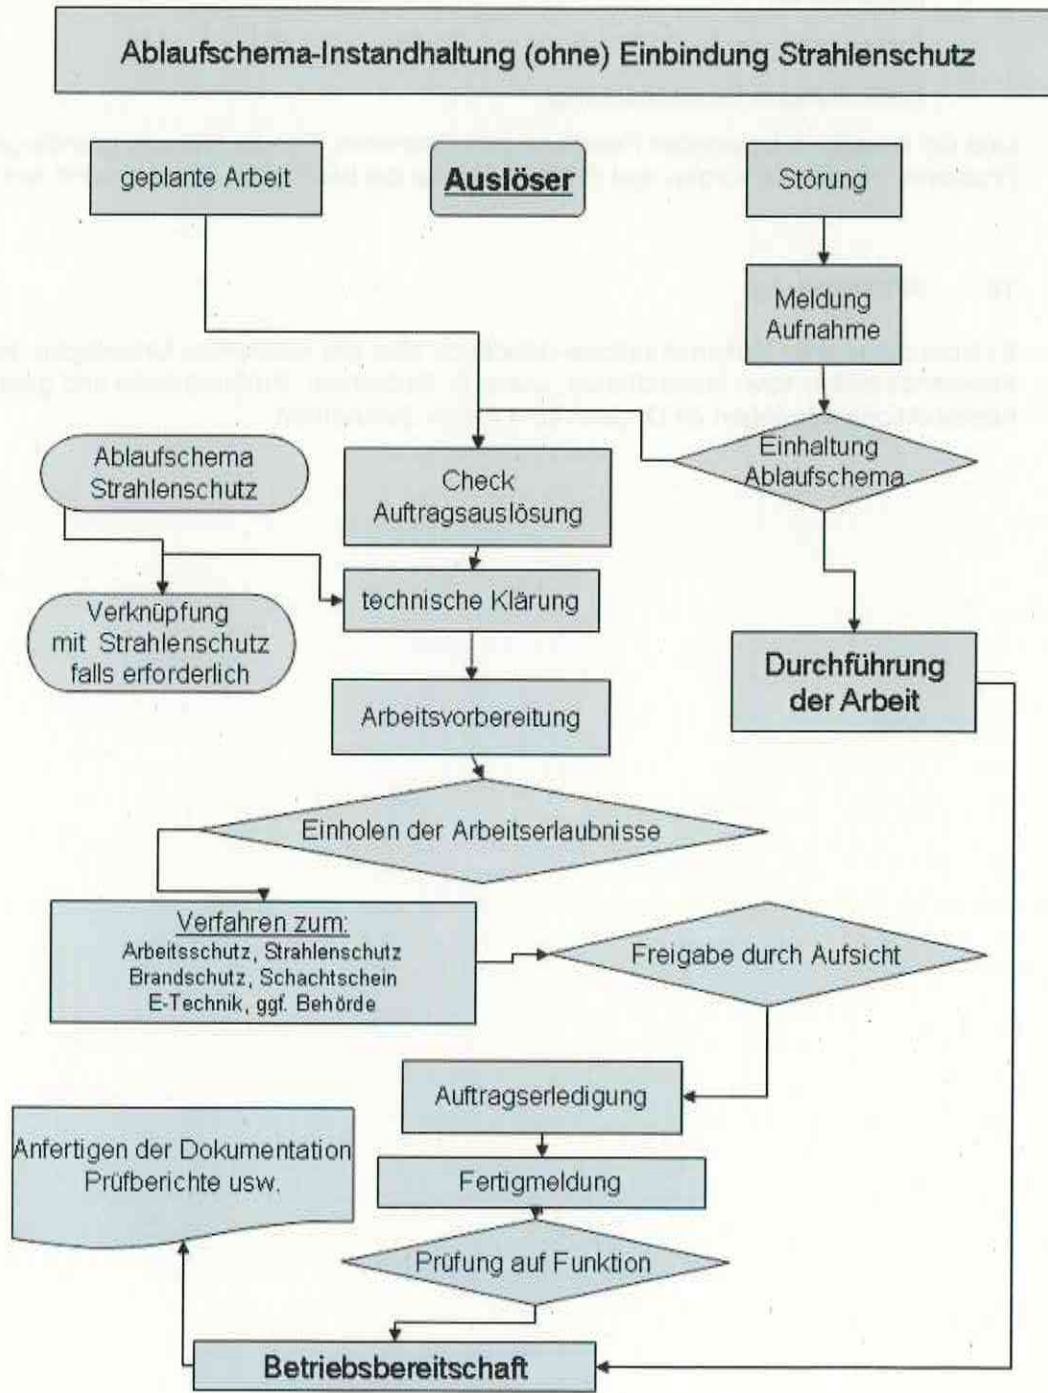 Ablaufschema-Instandhaltung (ohne) Einbindung Strahlenschutz
geplante Arbeit
Auslöser
Störung
Meldung
Aufnahme
Einhaltung
Ablaufschema
Ablaufschema
Strahlenschutz
Check
Auftragsauslösung
technische Klärung
Verknüpfung
mit Strahlenschutz
falls erforderlich
Durchführung
der Arbeit
Arbeitsvorbereitung
Einholen der Arbeitserlaubnisse
Verfahren zum:
Arbeitsschutz, Strahlenschutz
Brandschutz, Schachtschein
E-Technik, ggf. Behörde
Freigabe durch Aufsicht
Auftragserledigung
Anfertigen der Dokumentation
Prüfberichte usw.
Fertigmeldung
Prüfung auf Funktion
Betriebsbereitschaft